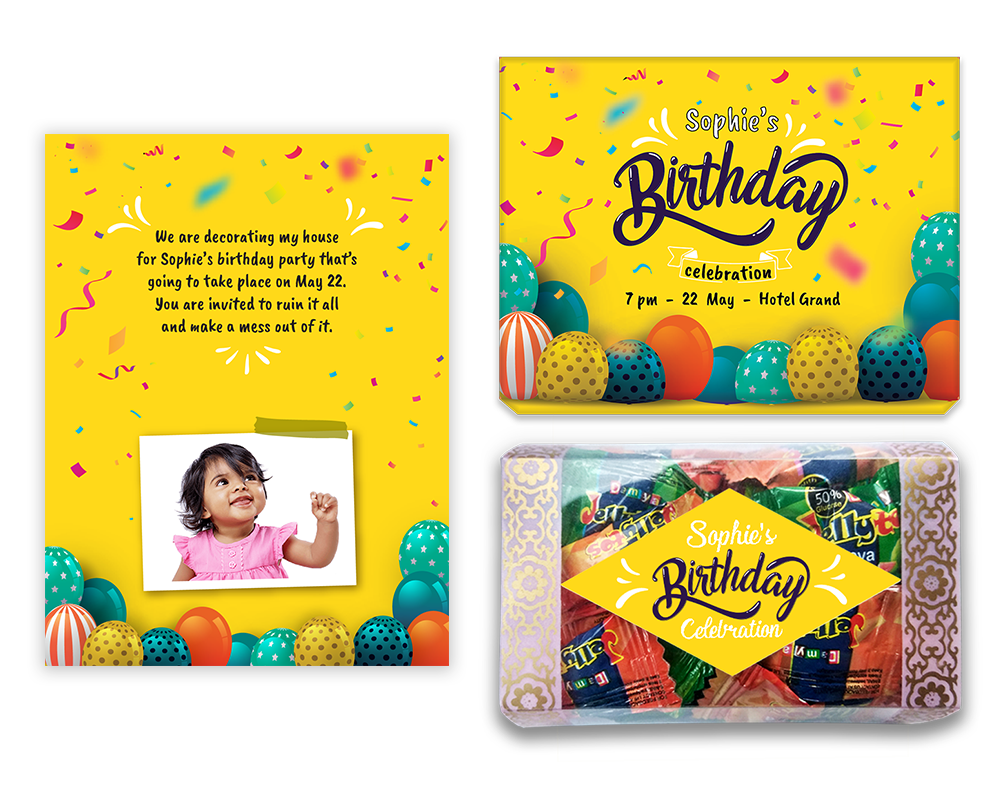 We are decorating my house
for Sophie's birthday party that's
going to take place on May 22.
You are invited to ruin it all
and make a mess out of it.
Sophie's
Birthday
celebration
7 pm - 22 May - Hotel Grand
Sophie's
Birthday
Celebration
50%